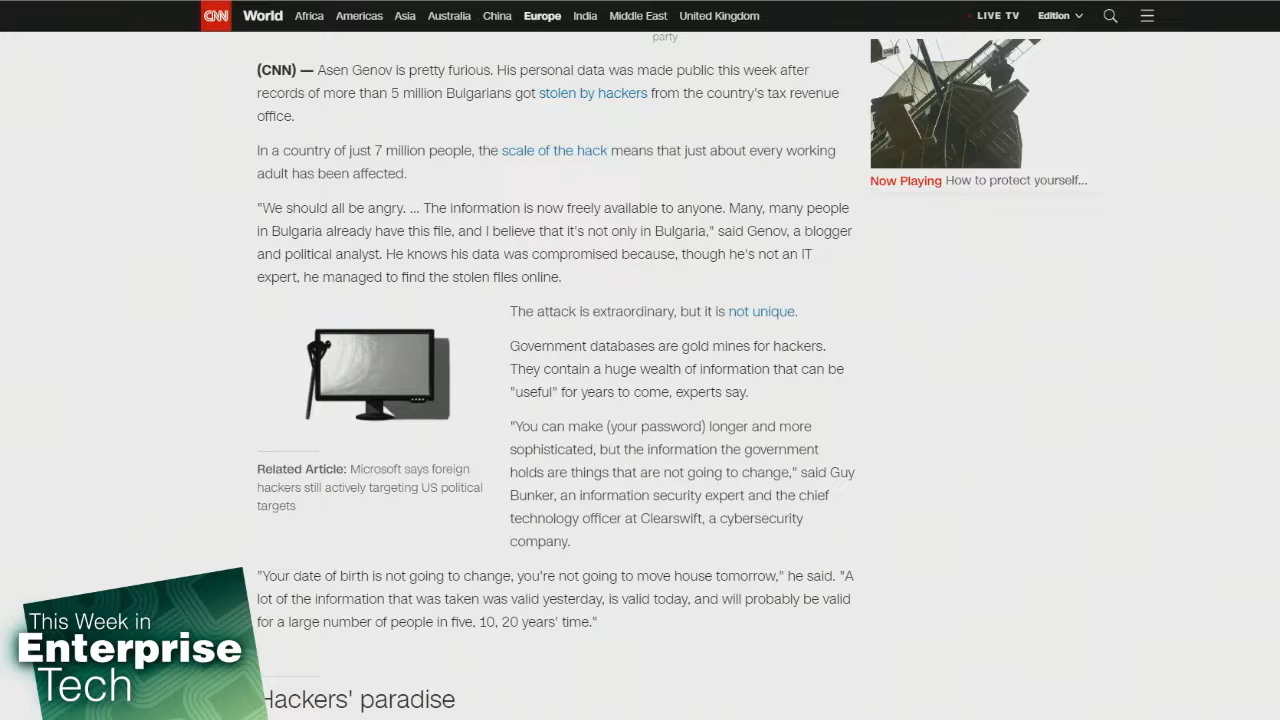 CNN World Africa Americas Asia Australia China Europe India Middle East United Kingdom LIVE TV Edition
party
(CNN) — Asen Genov is pretty furious. His personal data was made public this week after
records of more than 5 million Bulgarians got stolen by hackers from the country's tax revenue
office.
In a country of just 7 million people, the scale of the hack means that just about every working
adult has been affected.
"We should all be angry. ... The information is now freely available to anyone. Many, many people
in Bulgaria already have this file, and I believe that it's not only in Bulgaria," said Genov, a blogger
and political analyst. He knows his data was compromised because, though he's not an IT
expert, he managed to find the stolen files online.
Now Playing How to protect yourself...
The attack is extraordinary, but it is not unique.
Government databases are gold mines for hackers.
They contain a huge wealth of information that can be
"useful" for years to come, experts say.
"You can make (your password) longer and more
sophisticated, but the information the government
holds are things that are not going to change," said Guy
Bunker, an information security expert and the chief
technology officer at Clearswift, a cybersecurity
company.
Related Article: Microsoft says foreign
hackers still actively targeting US political
targets
"Your date of birth is not going to change, you're not going to move house tomorrow," he said. "A
lot of the information that was taken was valid yesterday, is valid today, and will probably be valid
for a large number of people in five, 10, 20 years' time."
Hackers' paradise
This Week in
Enterprise
Tech